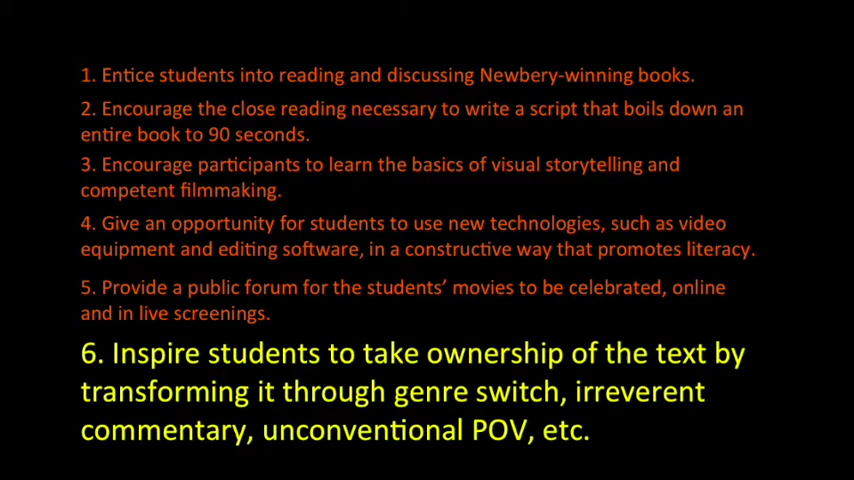 1. Entice students into reading and discussing Newbery-winning books.
2. Encourage the close reading necessary to write a script that boils down an
entire book to 90 seconds.
3. Encourage participants to learn the basics of visual storytelling and
competent filmmaking.
4. Give an opportunity for students to use new technologies, such as video
equipment and editing software, in a constructive way that promotes literacy.
5. Provide a public forum for the students’ movies to be celebrated, online
and in live screenings.
6. Inspire students to take ownership of the text by
transforming it through genre switch, irreverent
commentary, unconventional POV, etc.